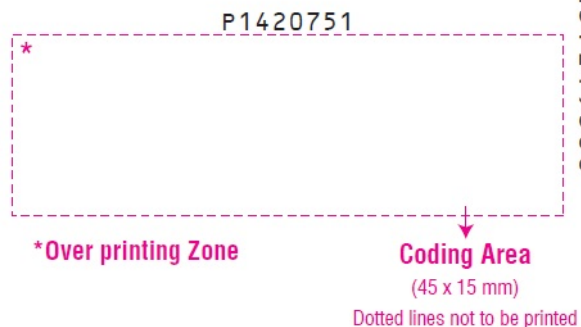 P1420751
*
*Over printing Zone
Coding Area
(45 x 15 mm)
Dotted lines not to be printed